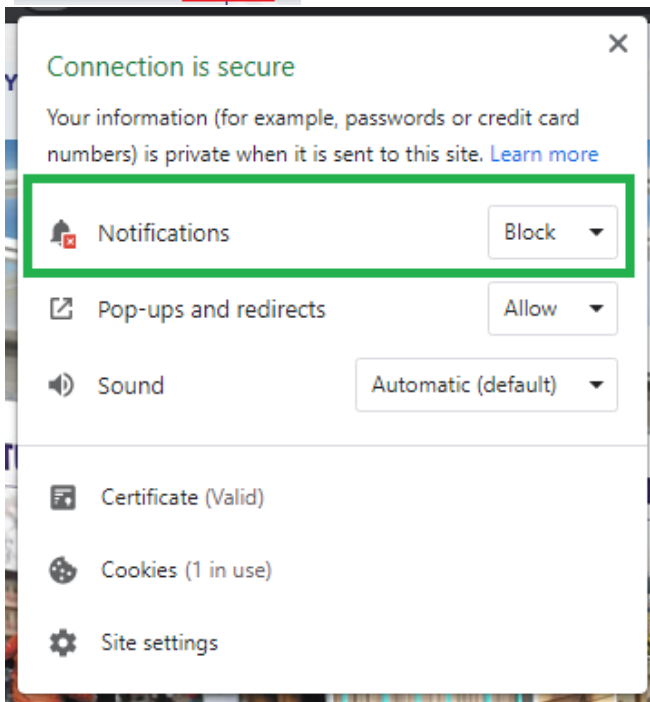 Connection is secure
Your information (for example, passwords or credit card
numbers) is private when it is sent to this site. Learn more
Notifications Block
Pop-ups and redirects Allow
Sound Automatic (default)
Certificate (Valid)
Cookies (1 in use)
Site settings